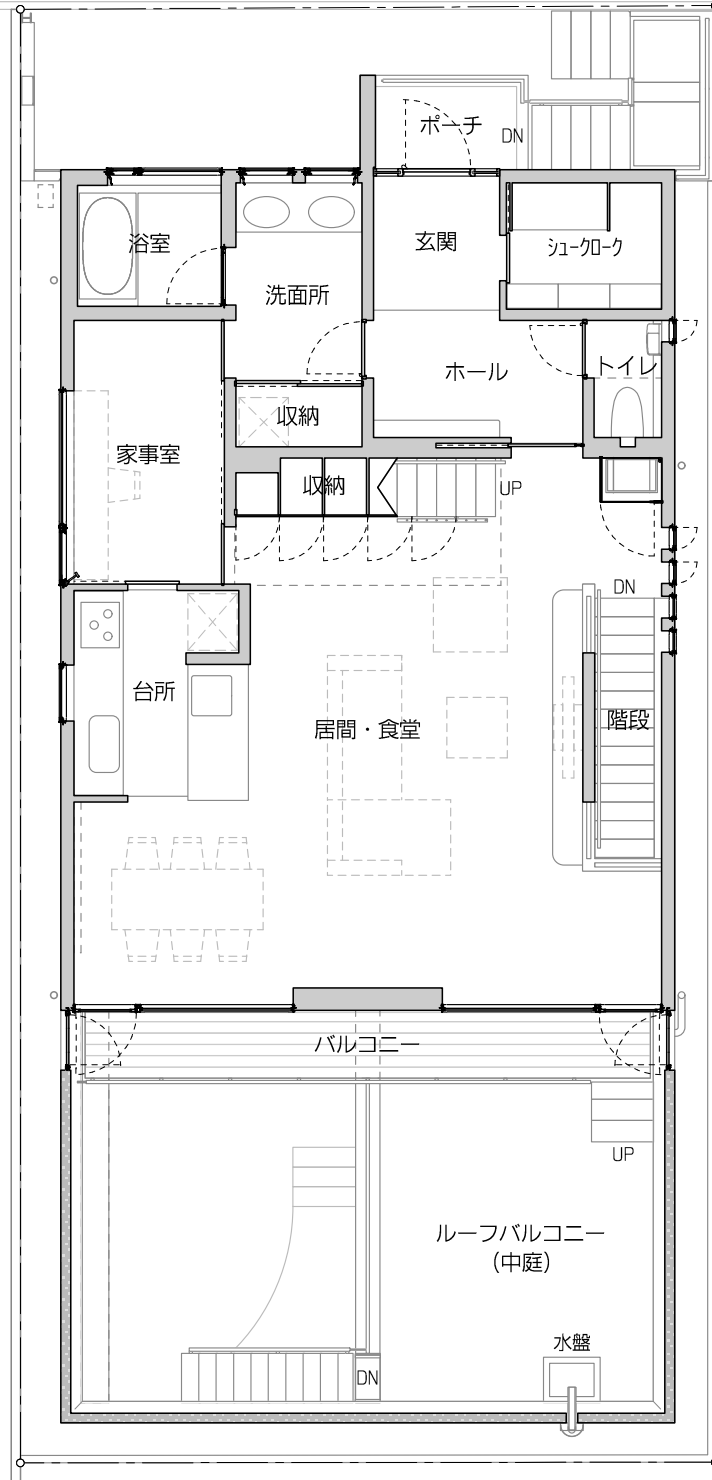 ポーチ
DN
浴室
玄関
シュークローク
洗面所
ホール
トイレ
収納
家事室
収納
UP
DN
台所
居間・食堂
階段
バルコニー
UP
ルーフバルコニー
(中庭)
水盤
DN